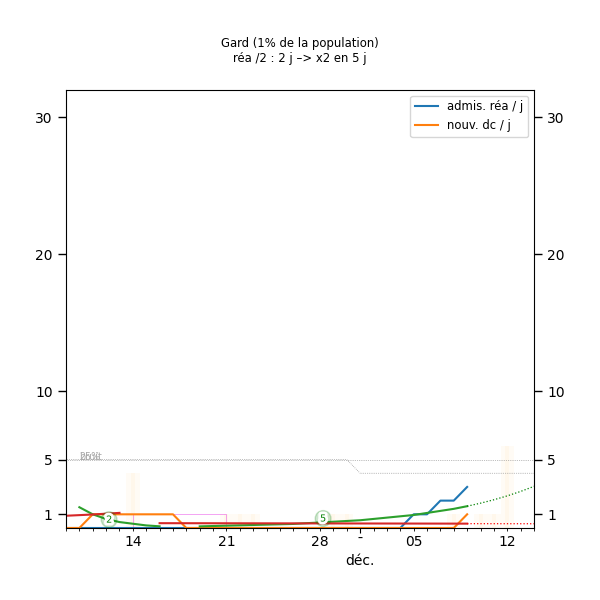 Gard (1% de la population)
réa /2 : 2 j –> x2 en 5 j
admis. réa / j
nouv. dc / j
30 30
20 20
10 10
5 5
25%
2 5
1 1
14 21 28 - 05 12
déc.